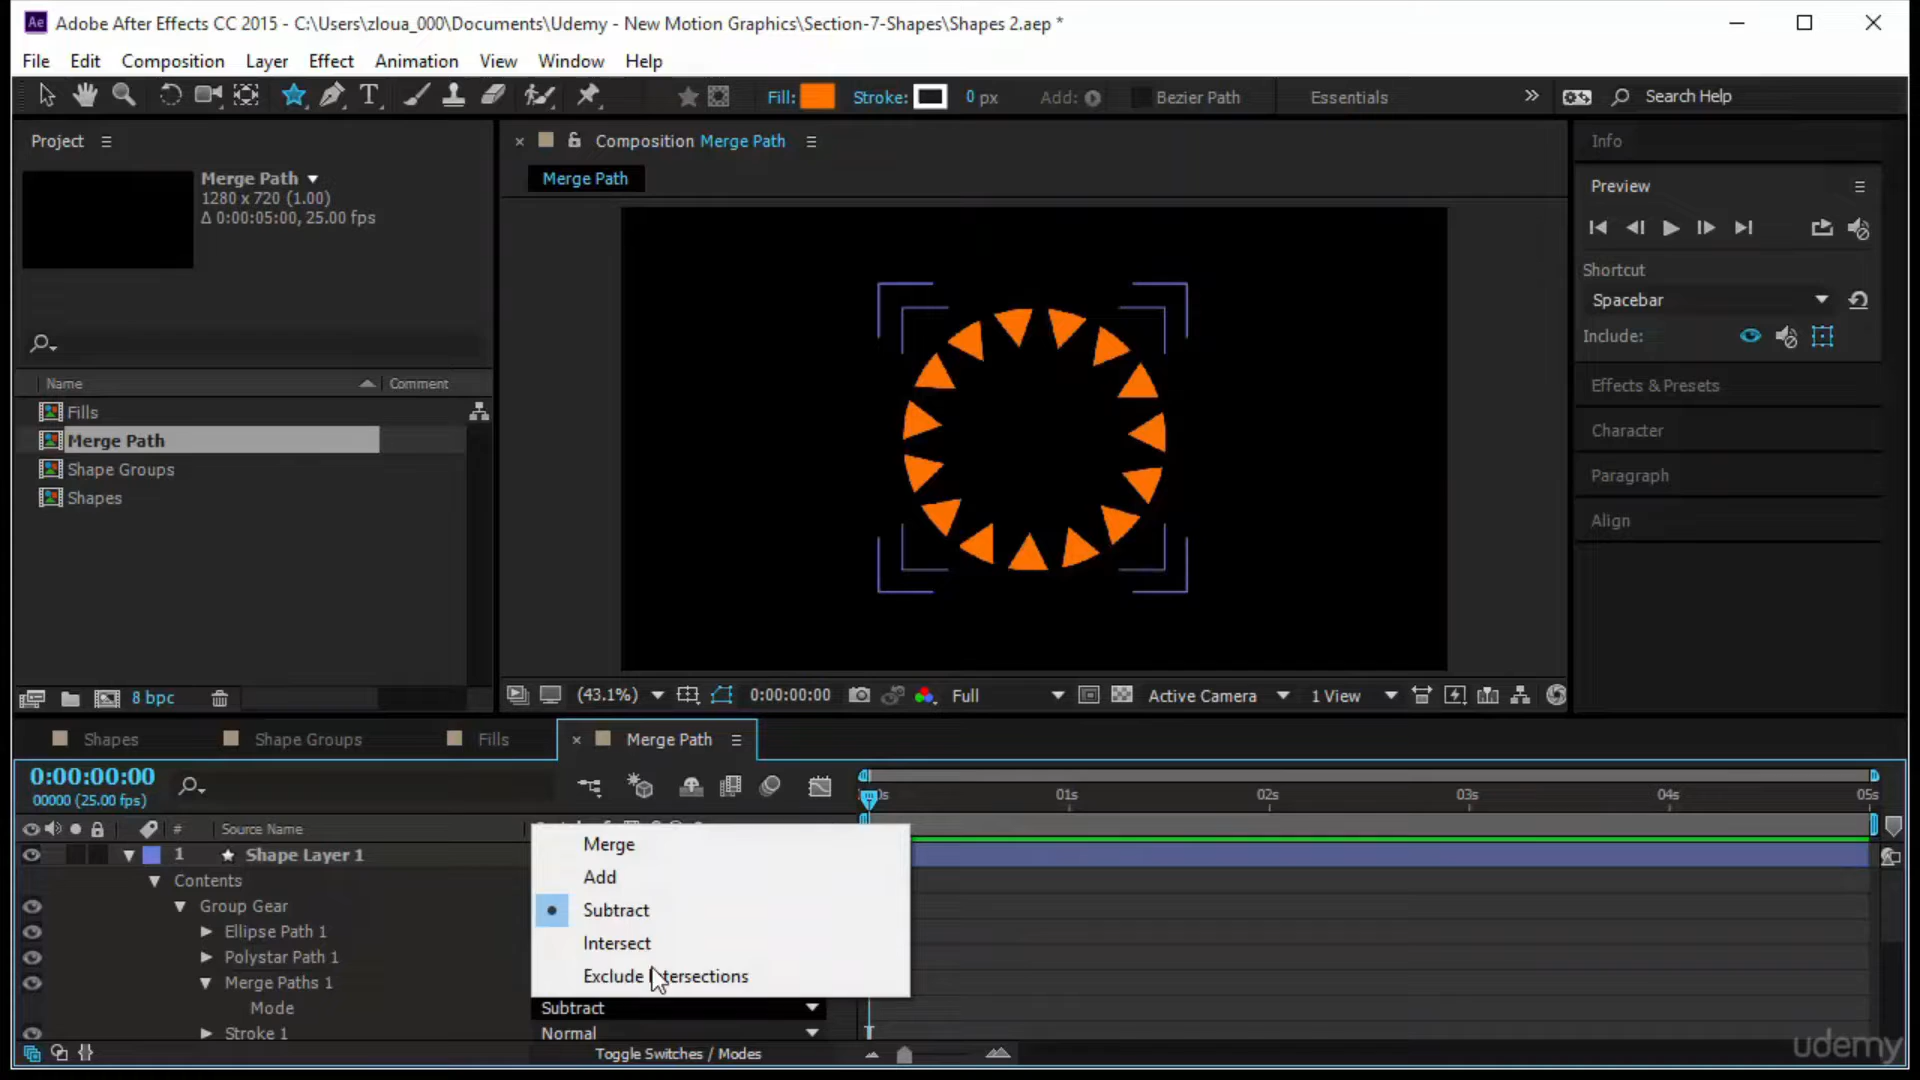 Ae Adobe After Effects CC 2015 - C:\Users\zloua_000\Documents\Udemy - New Motion Graphics\Section-7-Shapes\Shapes 2.aep *
File Edit Composition Layer Effect Animation View Window Help
T Fill: Stroke: 0 px Add: Bezier Path Essentials Search Help
Project
Composition Merge Path
Info
Merge Path
Merge Path
1280 x 720 (1.00)
Δ 0:00:05:00, 25.00 fps
Preview
Shortcut
Spacebar
Include:
Name Comment
Effects & Presets
Fills
Merge Path
Character
Shape Groups
Paragraph
Shapes
Align
8 bpc
(43.1%) 0:00:00:00 Full Active Camera 1 View
Shapes Shape Groups Fills Merge Path
0:00:00:00
00000 (25.00 fps)
01s 02s 03s 04s 05s
# Source Name
Merge
1 Shape Layer 1
Add
Contents
Group Gear
Subtract
Ellipse Path 1
Intersect
Polystar Path 1
Exclude Intersections
Merge Paths 1
Mode Subtract
Stroke 1 Normal
Toggle Switches / Modes
udemy